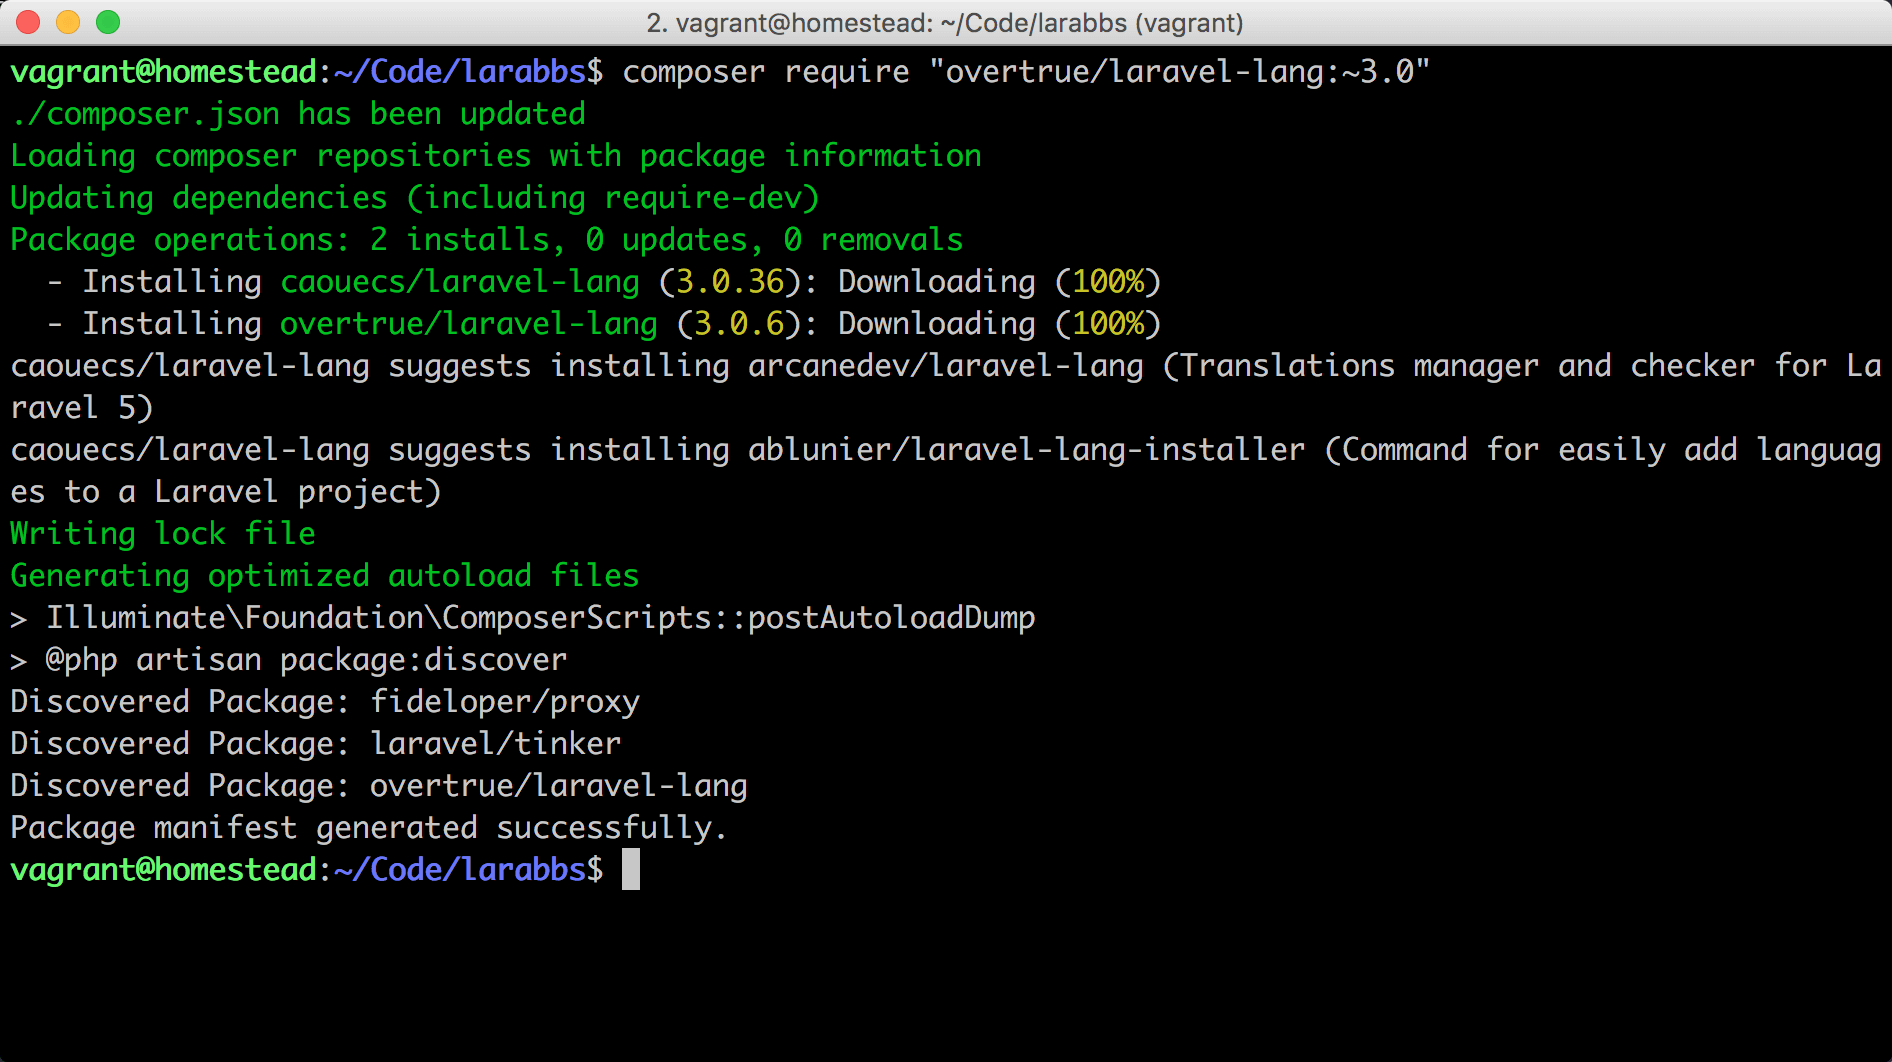 2. vagrant@homestead: ~/Code/larabbs (vagrant)
vagrant@homestead:~/Code/larabbs$ composer require "overtrue/laravel-lang:~3.0"
./composer.json has been updated
Loading composer repositories with package information
Updating dependencies (including require-dev)
Package operations: 2 installs, 0 updates, 0 removals
  - Installing caouecs/laravel-lang (3.0.36): Downloading (100%)
  - Installing overtrue/laravel-lang (3.0.6): Downloading (100%)
caouecs/laravel-lang suggests installing arcanedev/laravel-lang (Translations manager and checker for La
ravel 5)
caouecs/laravel-lang suggests installing ablunier/laravel-lang-installer (Command for easily add languag
es to a Laravel project)
Writing lock file
Generating optimized autoload files
> Illuminate\Foundation\ComposerScripts::postAutoloadDump
> @php artisan package:discover
Discovered Package: fideloper/proxy
Discovered Package: laravel/tinker
Discovered Package: overtrue/laravel-lang
Package manifest generated successfully.
vagrant@homestead:~/Code/larabbs$